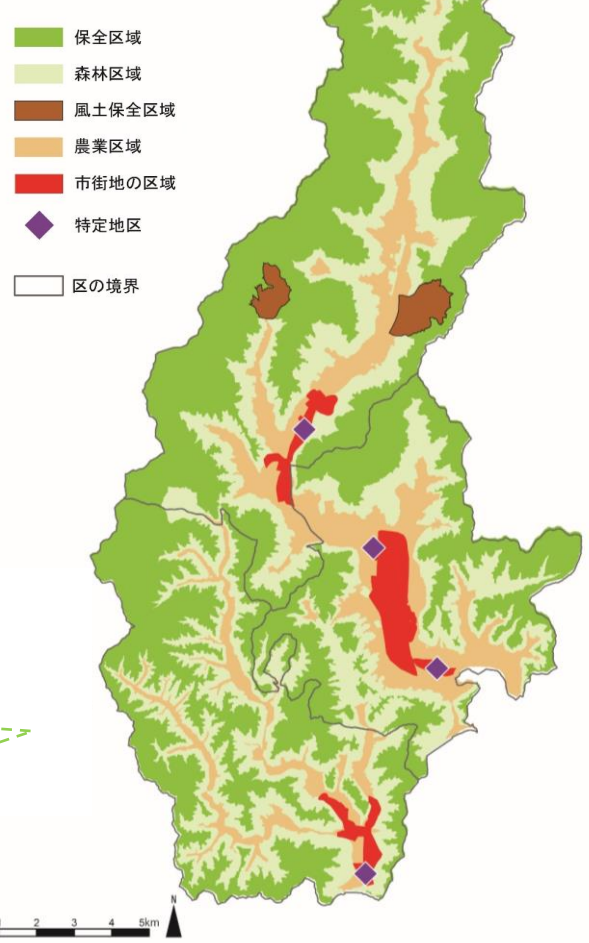 保全区域
森林区域
風土保全区域
農業区域
市街地の区域
特定地区
区の境界
N
1 2 3 4 5km